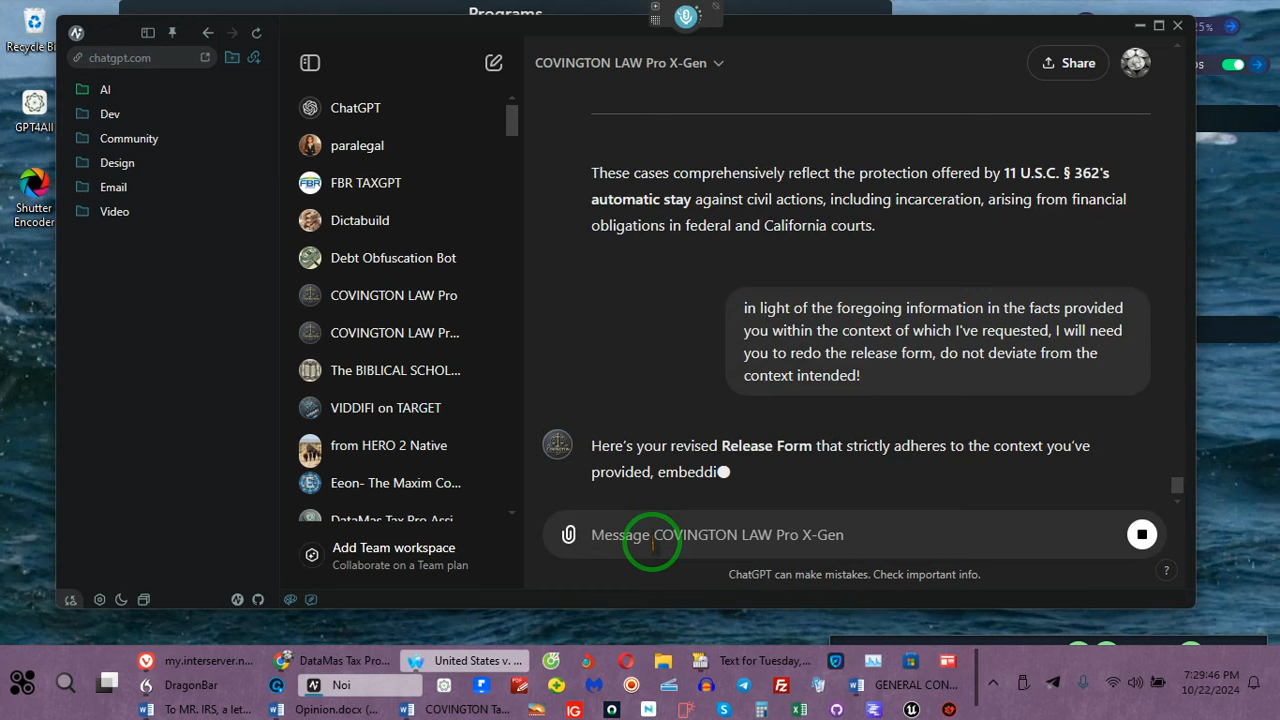 Programs
Recycle Bi
GPT4All
Shutter
Encoder
chatgpt.com
AI
Dev
Community
Design
Email
Video
ChatGPT
paralegal
FBR TAXGPT
Dictabuild
Debt Obfuscation Bot
COVINGTON LAW Pro
COVINGTON LAW Pr...
The BIBLICAL SCHOL...
VIDDIFI on TARGET
from HERO 2 Native
Eeon- The Maxim Co...
DataMas Tax Pro Assi
Add Team workspace
Collaborate on a Team plan
COVINGTON LAW Pro X-Gen
Share
These cases comprehensively reflect the protection offered by 11 U.S.C. § 362's
automatic stay against civil actions, including incarceration, arising from financial
obligations in federal and California courts.
in light of the foregoing information in the facts provided
you within the context of which I've requested, I will need
you to redo the release form, do not deviate from the
context intended!
Here's your revised Release Form that strictly adheres to the context you've
provided, embeddi
Message COVINGTON LAW Pro X-Gen
ChatGPT can make mistakes. Check important info.
?
25%
os
my.interserver.n...
DataMas Tax Pro...
United States v. ...
Text for Tuesday,...
DragonBar
Noi
GENERAL CON...
To MR. IRS, a let...
Opinion.docx (...
COVINGTON Ta...
7:29:46 PM
10/22/2024